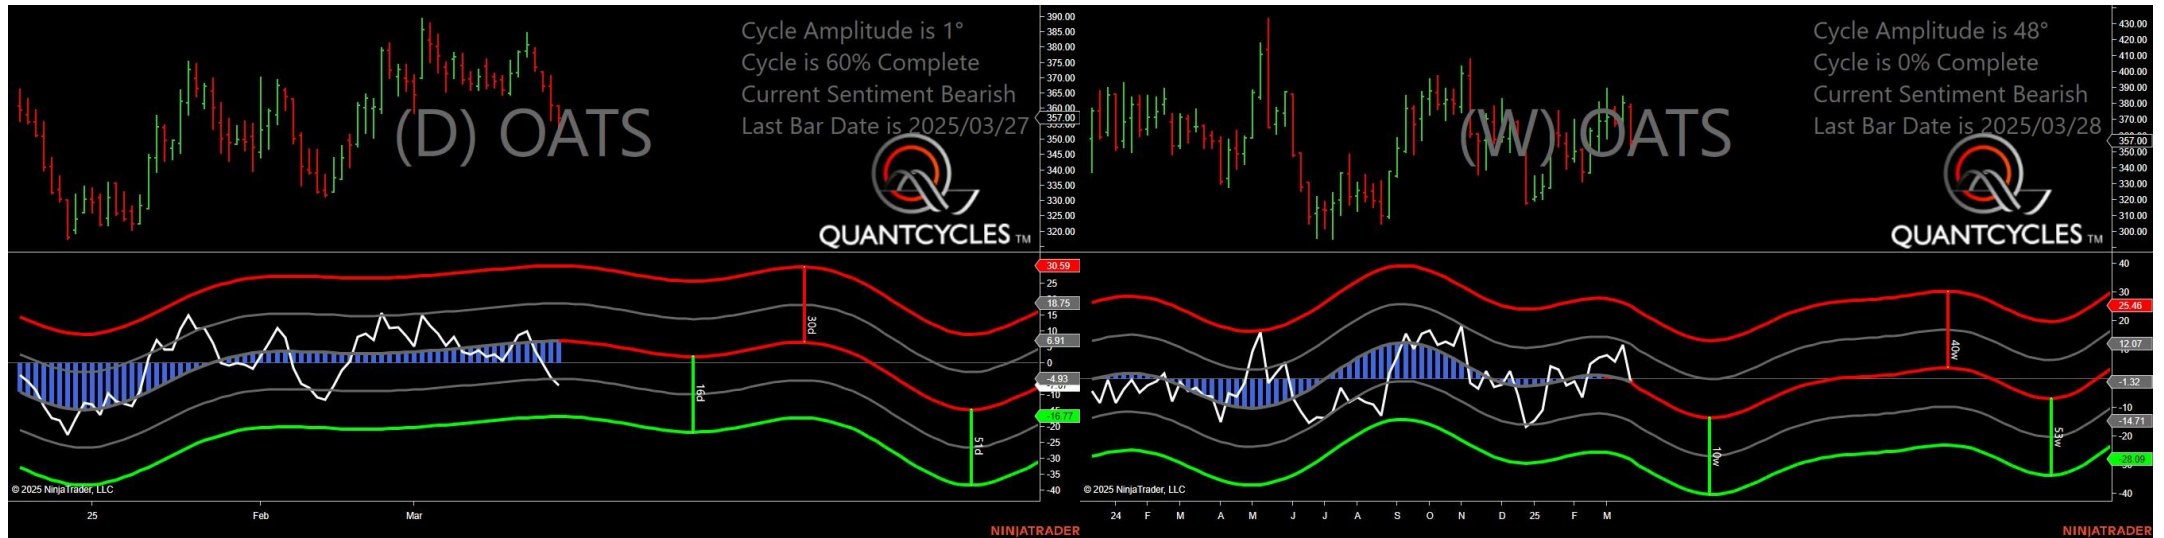 Cycle Amplitude is 1°
Cycle is 60% Complete
Current Sentiment Bearish
Last Bar Date is 2025/03/27
(D) OATS
QUANTCYCLES TM
390.00
385.00
380.00
375.00
370.00
365.00
360.00
357.00
350.00
345.00
340.00
335.00
330.00
325.00
320.00
30.59
25
18.75
15
10
6.91
0
-4.93
-10
-16.77
-20
-25
-30
-35
-40
30d
16d
51d
© 2025 NinjaTrader, LLC
25 Feb Mar
NINJATRADER
Cycle Amplitude is 48°
Cycle is 0% Complete
Current Sentiment Bearish
Last Bar Date is 2025/03/28
(W) OATS
QUANTCYCLES TM
430.00
420.00
410.00
400.00
390.00
380.00
370.00
357.00
350.00
340.00
330.00
320.00
310.00
300.00
40
30
25.46
20
12.07
-1.32
-10
-14.71
-20
-28.09
-40
40w
10w
53w
© 2025 NinjaTrader, LLC
24 F M A M J J A S O N D 25 F M
NINJATRADER